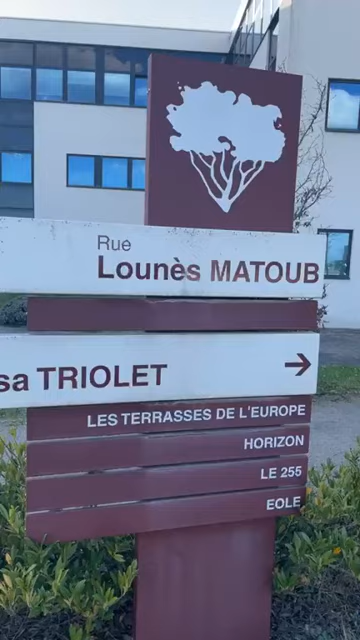 Rue
Lounès MATOUB
sa TRIOLET
LES TERRASSES DE L'EUROPE
HORIZON
LE 255
EOLE